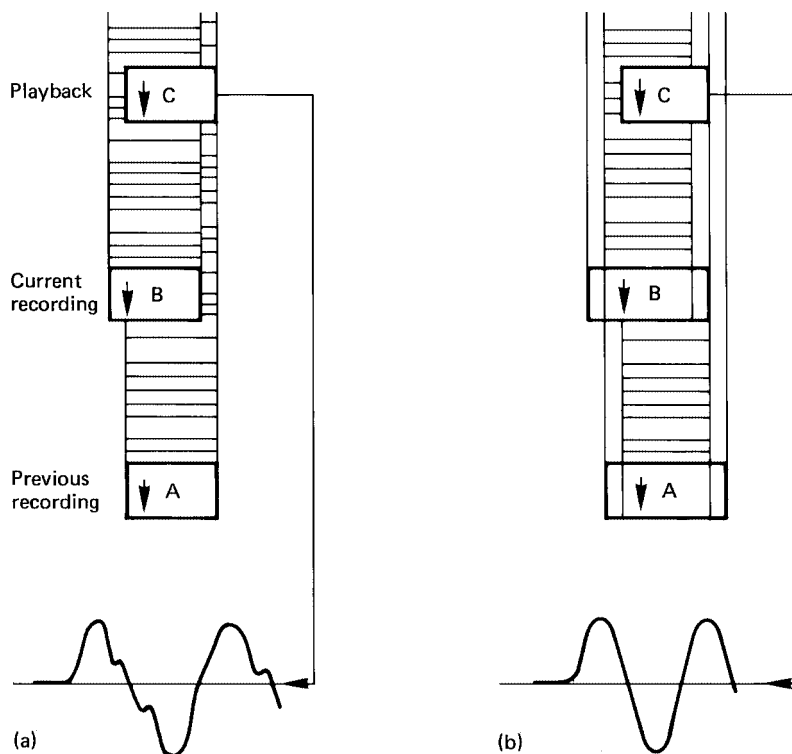 Playback
C
C
Current
recording
B
B
Previous
recording
A
A
(a)
(b)